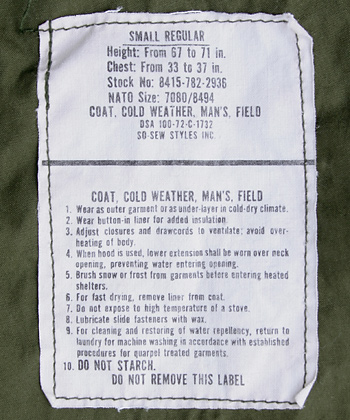 SMALL REGULAR
Height: From 67 to 71 in.
Chest: From 33 to 37 in.
Stock No: 8415-782-2936
NATO Size: 7080/8494
COAT, COLD WEATHER, MAN'S, FIELD
DSA 100-72-C-1732
SO-SEW STYLES INC.
COAT, COLD WEATHER, MAN'S, FIELD
1. Wear as outer garment or as under-layer in cold-dry climate.
2. Wear button-in liner for added insulation.
3. Adjust closures and drawcords to ventilate; avoid over-
heating of body.
4. When hood is used, lower extension shall be worn over neck
opening, preventing water entering opening.
5. Brush snow or frost from garments before entering heated
shelters.
6. For fast drying, remove liner from coat.
7. Do not expose to high temperature of a stove.
8. Lubricate slide fasteners with wax.
9. For cleaning and restoring of water repellency, return to
laundry for machine washing in accordance with established
procedures for quarpel treated garments.
10. DO NOT STARCH.
DO NOT REMOVE THIS LABEL